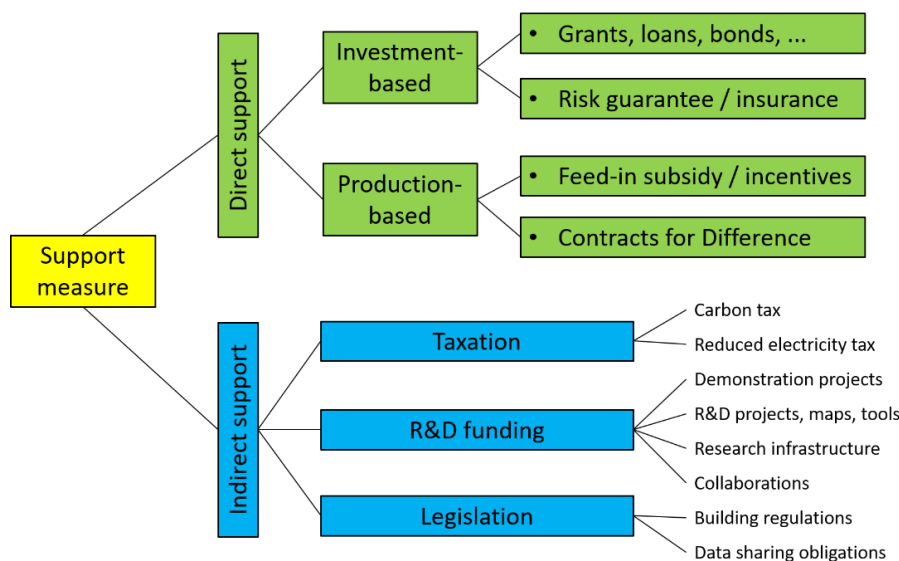 Support
measure
Direct support
Investment-
based
• Grants, loans, bonds, ...
• Risk guarantee / insurance
Production-
based
• Feed-in subsidy / incentives
• Contracts for Difference
Indirect support
Taxation
Carbon tax
Reduced electricity tax
R&D funding
Demonstration projects
R&D projects, maps, tools
Research infrastructure
Collaborations
Legislation
Building regulations
Data sharing obligations